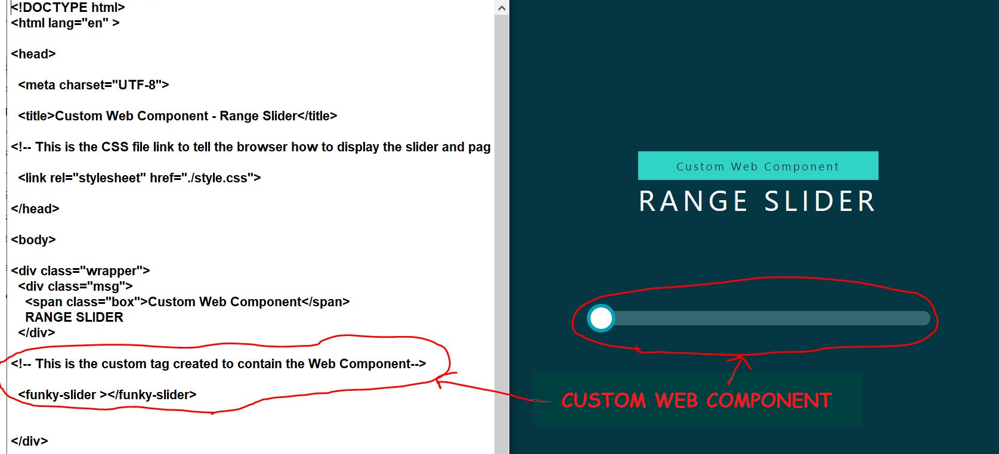 <!DOCTYPE html>
<html lang="en" >
<head>
<meta charset="UTF-8">
<title>Custom Web Component - Range Slider</title>
<!-- This is the CSS file link to tell the browser how to display the slider and pag
<link rel="stylesheet" href="./style.css">
</head>
<body>
<div class="wrapper">
<div class="msg">
<span class="box">Custom Web Component</span>
RANGE SLIDER
</div>
<!-- This is the custom tag created to contain the Web Component-->
<funky-slider ></funky-slider>
</div>
Custom Web Component
RANGE SLIDER
CUSTOM WEB COMPONENT